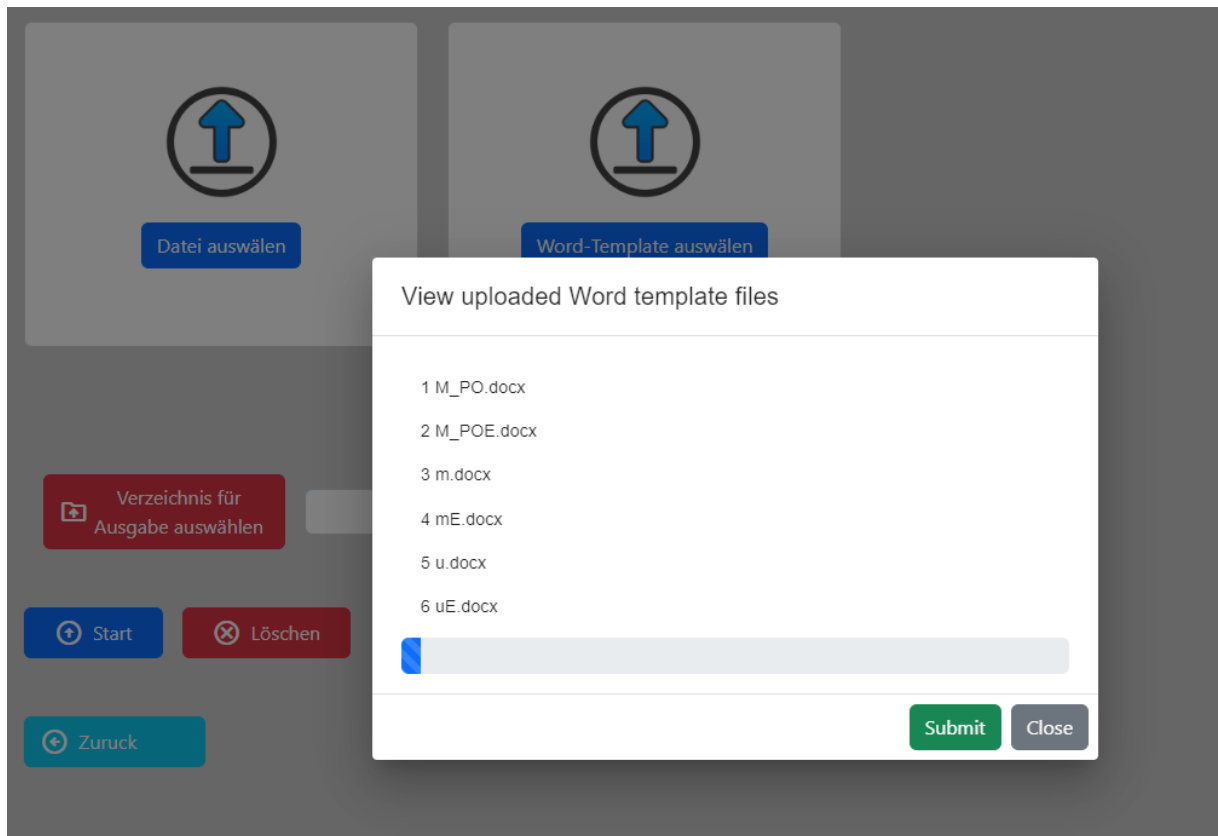 Datei auswälen
Word-Template auswälen
View uploaded Word template files
1 M_PO.docx
2 M_POE.docx
3 m.docx
4 mE.docx
5 u.docx
6 uE.docx
Submit
Close
Verzeichnis für
Ausgabe auswählen
Start
Löschen
Zuruck